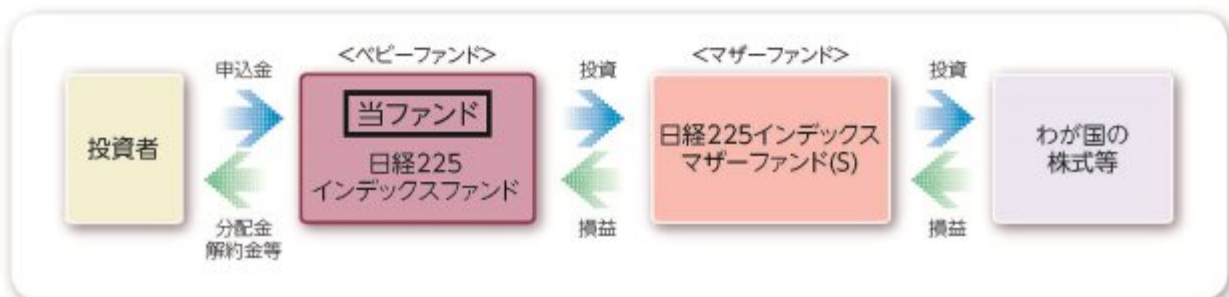 投資者
申込金
分配金
解約金等
<ベビーファンド>
当ファンド
日経225
インデックスファンド
投資
損益
<マザーファンド>
日経225インデックス
マザーファンド(S)
投資
損益
わが国の
株式等